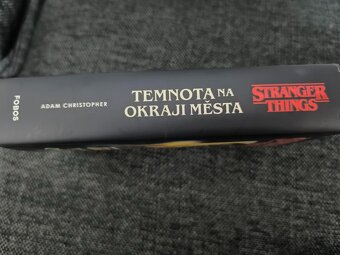 FOBOS
ADAM CHRISTOPHER
TEMNOTA NA
OKRAJI MĚSTA
STRANGER
THINGS